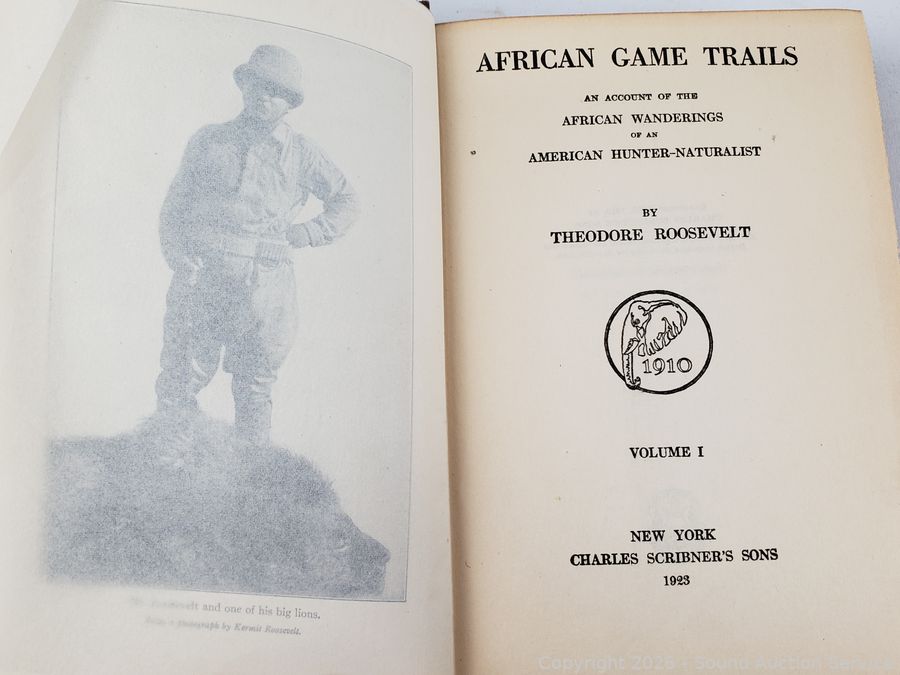 Mr. Roosevelt and one of his big lions.
From a photograph by Kermit Roosevelt.
AFRICAN GAME TRAILS
AN ACCOUNT OF THE
AFRICAN WANDERINGS
OF AN
AMERICAN HUNTER-NATURALIST
BY
THEODORE ROOSEVELT
1910
VOLUME I
NEW YORK
CHARLES SCRIBNER'S SONS
1923
Copyright 2026 - Sound Auction Service